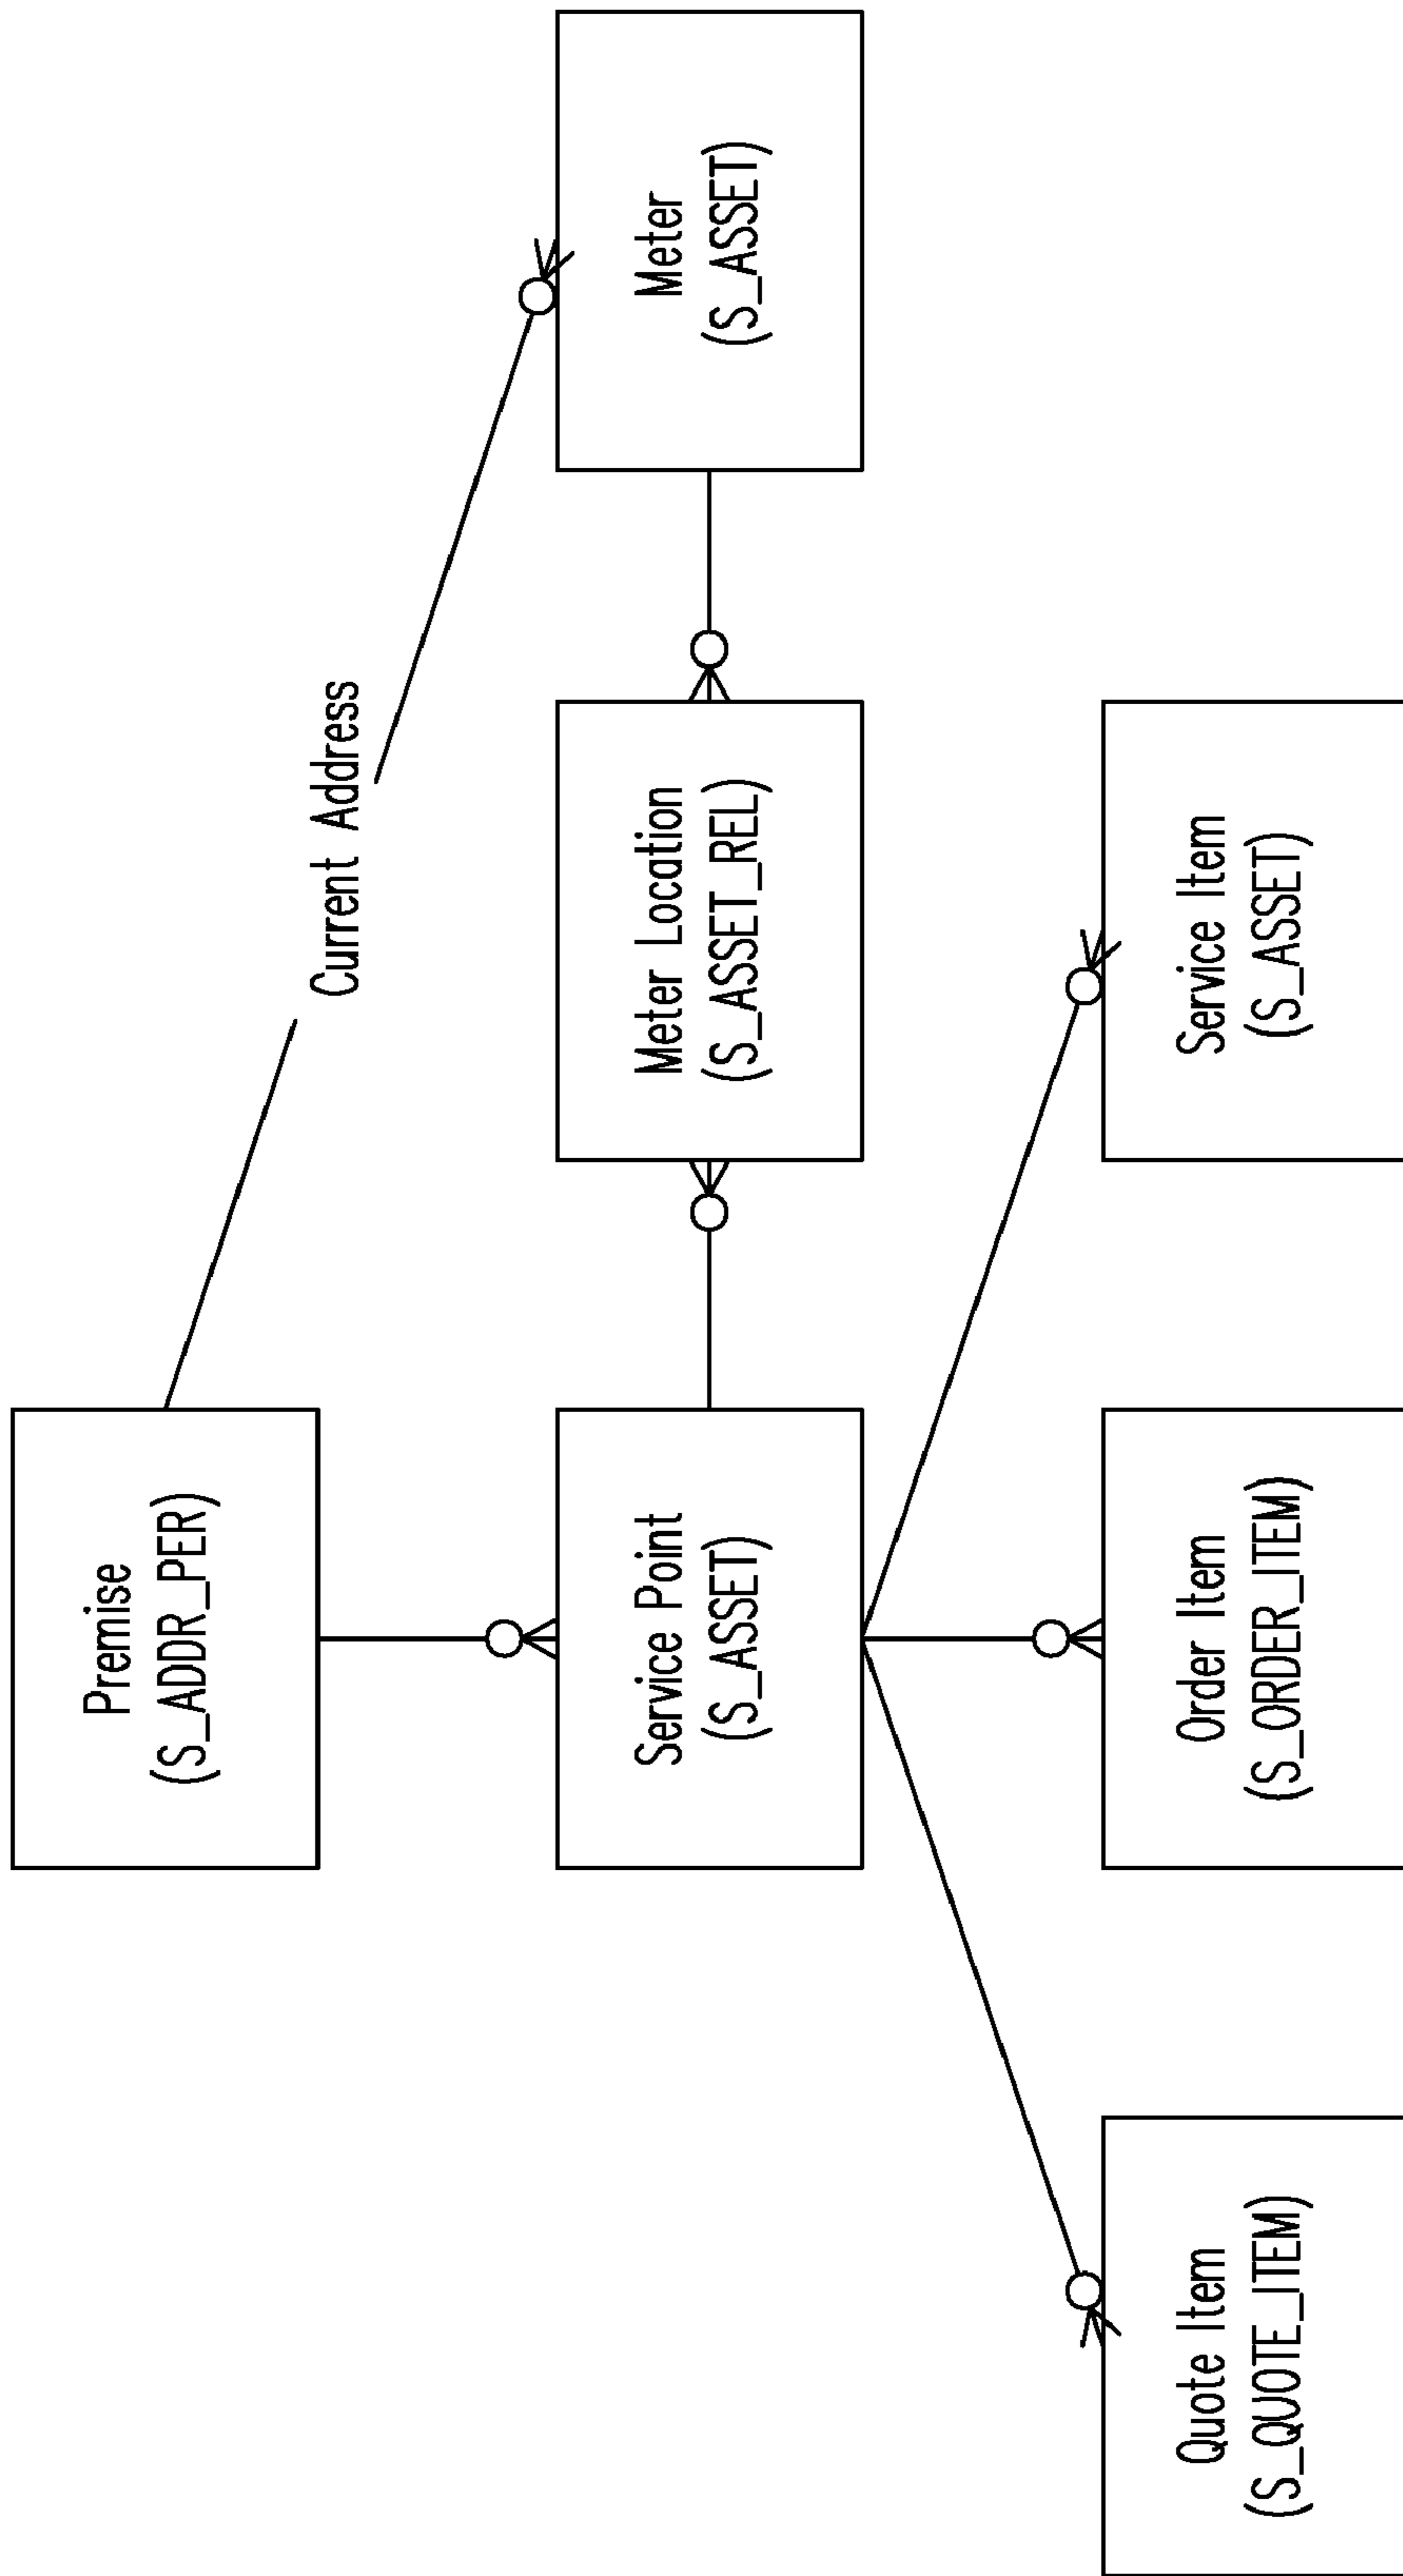 Premise
(S_ADDR_PER)
Current Address
Service Point
(S_ASSET)
Meter Location
(S_ASSET_REL)
Meter
(S_ASSET)
Quote Item
(S_QUOTE_ITEM)
Order Item
(S_ORDER_ITEM)
Service Item
(S_ASSET)